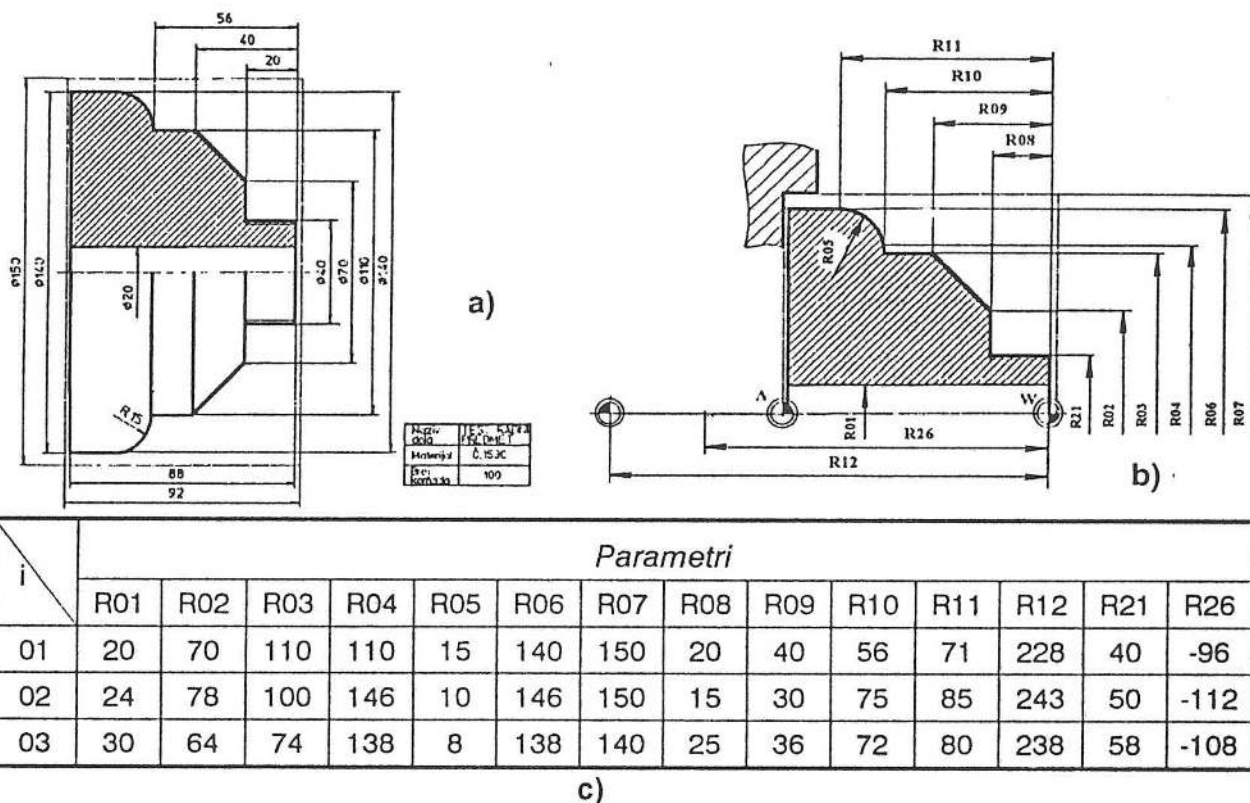 56
40
20
ø150
ø140
ø20
ø40
ø70
ø110
ø140
R15
a)
88
92
Materijal
100
R11
R10
R09
R08
R05
A
W
R01
R21
R02
R03
R04
R06
R07
R26
R12
b)
i Parametri
R01 R02 R03 R04 R05 R06 R07 R08 R09 R10 R11 R12 R21 R26
01 20 70 110 110 15 140 150 20 40 56 71 228 40 -96
02 24 78 100 146 10 146 150 15 30 75 85 243 50 -112
03 30 64 74 138 8 138 140 25 36 72 80 238 58 -108
c)